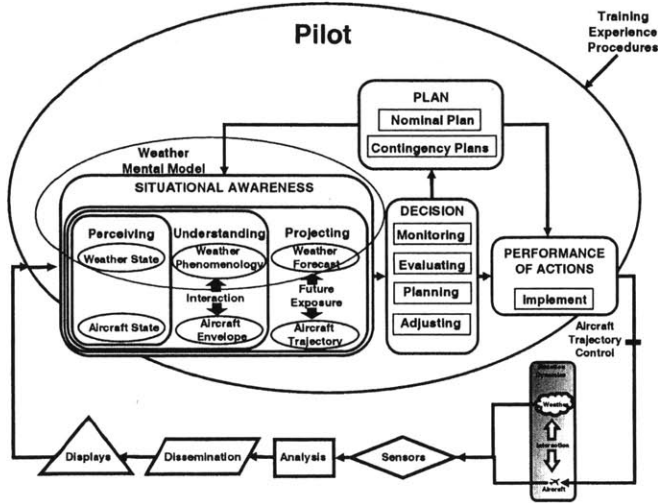 Pilot
Training
Experience
Procedures
PLAN
Nominal Plan
Contingency Plans
Weather
Mental Model
SITUATIONAL AWARENESS
Perceiving
Understanding
Projecting
Weather State
Weather
Phenomenology
Weather
Forecast
Interaction
Future
Exposure
Aircraft State
Aircraft
Envelope
Aircraft
Trajectory
DECISION
Monitoring
Evaluating
Planning
Adjusting
PERFORMANCE
OF ACTIONS
Implement
Aircraft
Trajectory
Control
Weather
Interaction
Aircraft
Displays
Dissemination
Analysis
Sensors